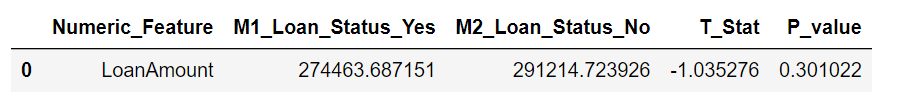 Numeric_Feature M1_Loan_Status_Yes M2_Loan_Status_No T_Stat P_value
0 LoanAmount 274463.687151 291214.723926 -1.035276 0.301022